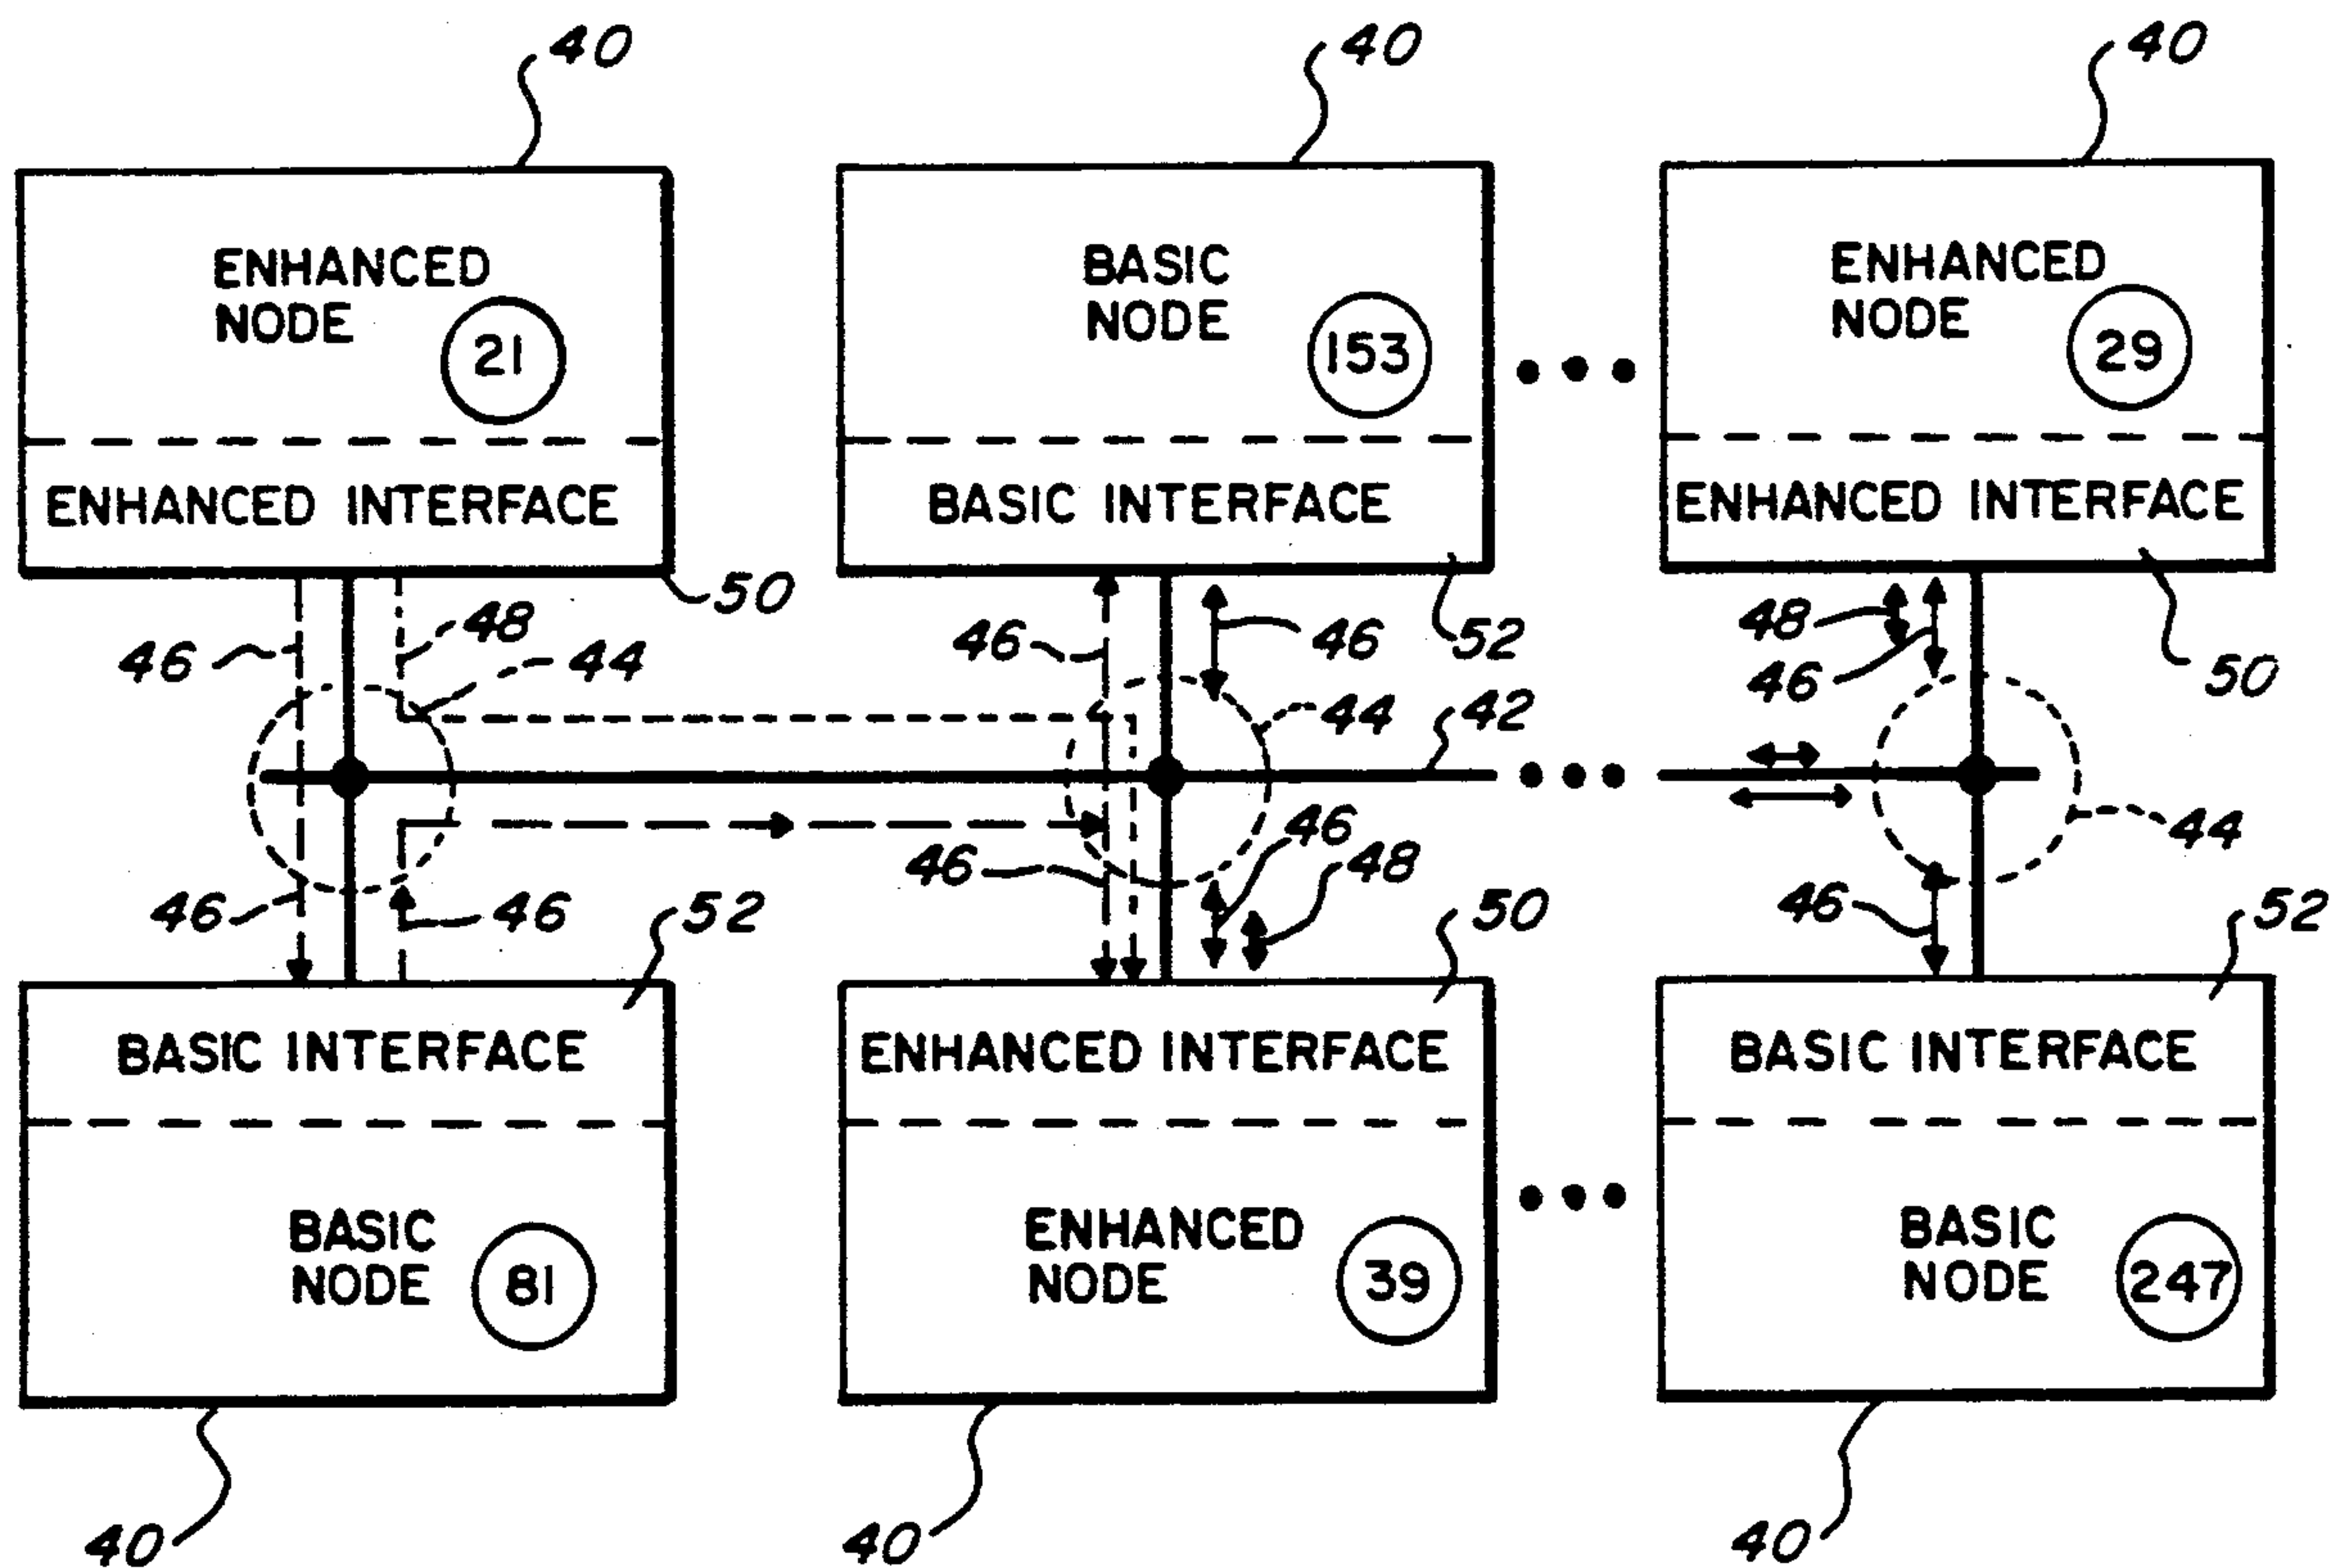 40
40
40
ENHANCED
NODE
21
ENHANCED INTERFACE
BASIC
NODE
153
BASIC INTERFACE
ENHANCED
NODE
29
ENHANCED INTERFACE
50
52
50
46
48
44
46
46
44
42
48
46
44
46
46
46
46
48
46
52
50
52
BASIC INTERFACE
BASIC
NODE
81
ENHANCED INTERFACE
ENHANCED
NODE
39
BASIC INTERFACE
BASIC
NODE
247
40
40
40